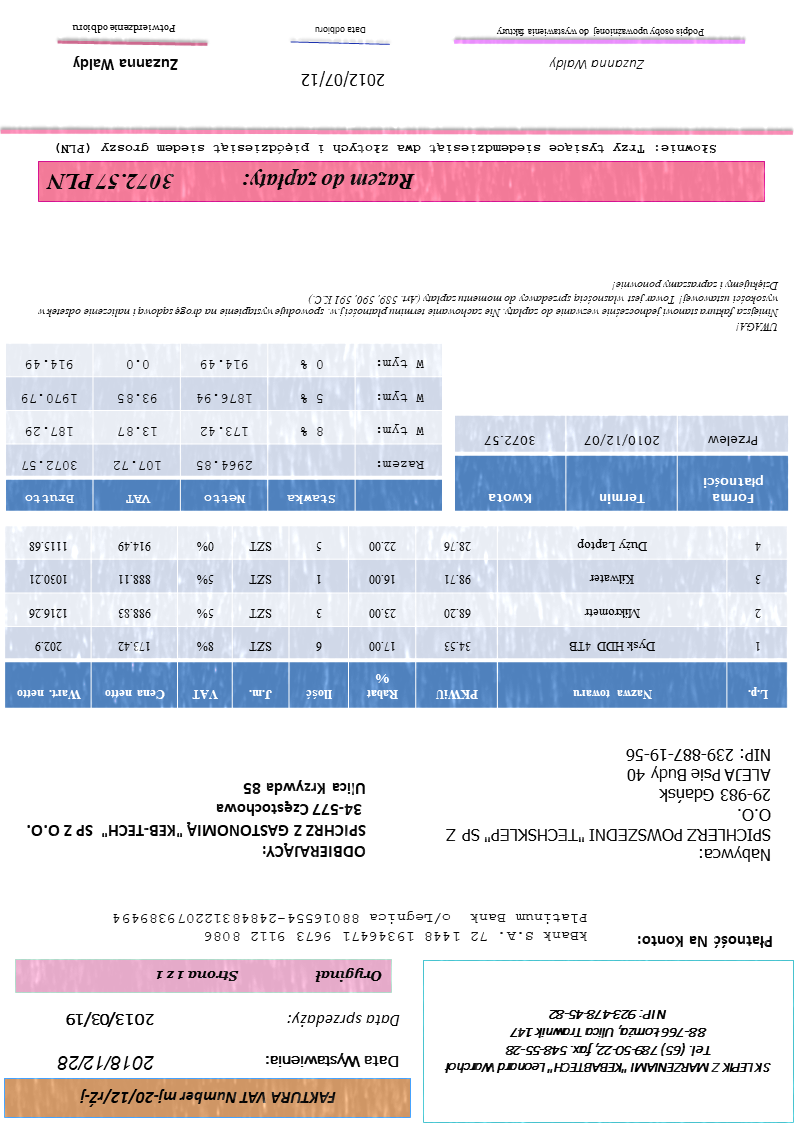 SKLEPIK Z MARZENIAMI "KEBABTECH" Leonard Warchoł
Tel. (65) 789-50-22, fax. 548-55-28
88-766 Łomża, Ulica Trawnik 147
NIP: 923-478-45-82
FAKTURA VAT Number mj-20/12/rŹ-j
Data Wystawienia: 2018/12/28
Data sprzedaży: 2013/03/19
Oryginał Strona 1 z 1
Płatność Na Konto:
kBank S.A. 72 1448 19346471 9673 9112 8086
Platinum Bank o/Legnica 88016554-248483122079389494
Nabywca:
SPICHLERZ POWSZEDNI "TECHSKLEP" SP Z
O.O.
29-983 Gdańsk
ALEJA Psie Budy 40
NIP: 239-887-19-56
ODBIERAJĄCY:
SPICHRZ Z GASTONOMIĄ "KEB-TECH" SP Z O.O.
34-577 Częstochowa
Ulica Krzywda 85
L.p. Nazwa towaru PKWiU Rabat % Ilość J.m. VAT Cena netto Wart. netto
1 Dysk HDD 4TB 34.53 17.00 6 SZT 8% 173.42 202.9
2 Mikrometr 68.20 23.00 3 SZT 5% 988.83 1216.26
3 Kilwater 98.71 16.00 1 SZT 5% 888.11 1030.21
4 Duży Laptop 28.76 22.00 5 SZT 0% 914.49 1115.68
Forma płatności Termin Kwota
Przelew 2010/12/07 3072.57
Stawka Netto VAT Brutto
Razem: 2964.85 107.72 3072.57
W tym: 8 % 173.42 13.87 187.29
W tym: 5 % 1876.94 93.85 1970.79
W tym: 0 % 914.49 0.0 914.49
UWAGA!
Niniejsza faktura stanowi jednocześnie wezwanie do zapłaty. Nie zachowanie terminu płatności j.w. spowoduje wystąpienie na drogę sądową i naliczenie odsetek w
wysokości ustawowej! Towar jest własnością sprzedawcy do momentu zapłaty (Art. 589, 590, 591 K.C.)
Dziękujemy i zapraszamy ponownie!
Razem do zapłaty: 3072.57 PLN
Słownie: Trzy tysiące siedemdziesiąt dwa złotych i pięćdziesiąt siedem groszy (PLN)
Zuzanna Wałdy
Podpis osoby upoważnionej do wystawienia faktury
2012/07/12
Data odbioru
Zuzanna Wałdy
Potwierdzenie odbioru